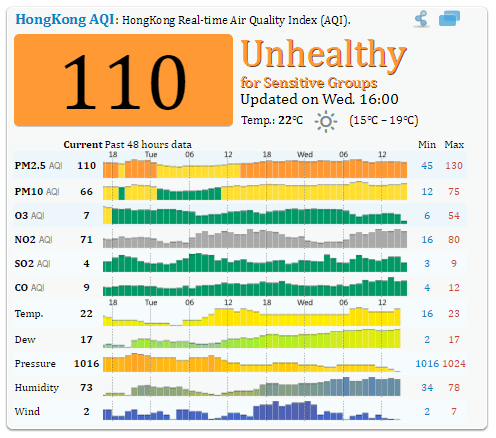 HongKong AQI: HongKong Real-time Air Quality Index (AQI).
110
Unhealthy
for Sensitive Groups
Updated on Wed. 16:00
Temp.: 22°C (15°C – 19°C)
Current Past 48 hours data Min Max
18 Tue 06 12 18 Wed 06 12
PM2.5 AQI 110 45 130
PM10 AQI 66 12 75
O3 AQI 7 6 54
NO2 AQI 71 16 80
SO2 AQI 4 3 9
CO AQI 9 4 12
18 Tue 06 12 18 Wed 06 12
Temp. 22 16 23
Dew 17 2 17
Pressure 1016 1016 1024
Humidity 73 34 78
Wind 2 2 7